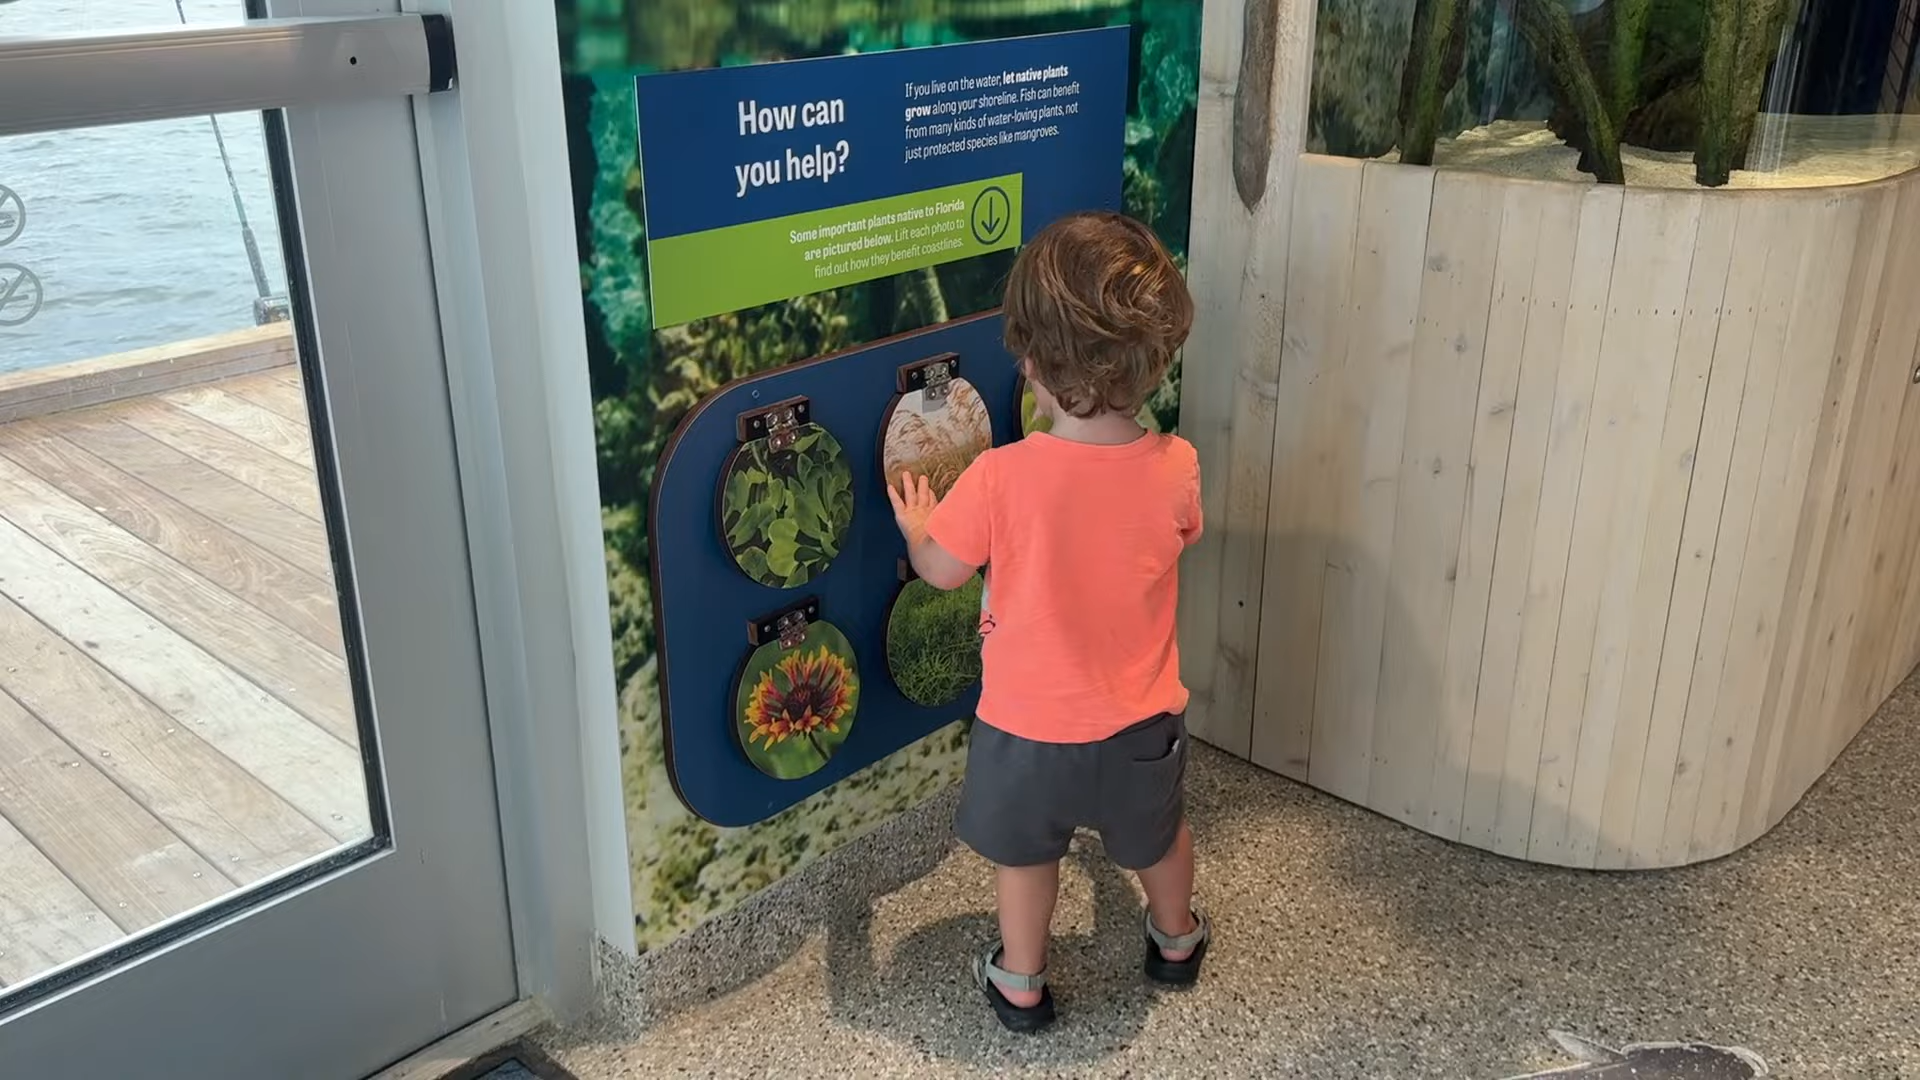 How can
you help?
If you live on the water, let native plants
grow along your shoreline. Fish can benefit
from many kinds of water-loving plants, not
just protected species like mangroves.
Some important plants native to Florida
are pictured below. Lift each photo to
find out how they benefit coastlines.